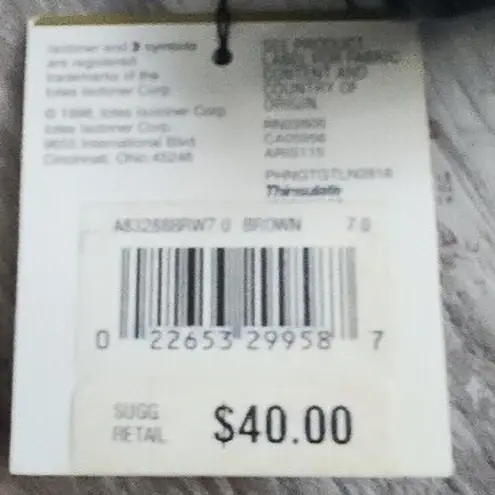 isotoner and symbols
are registered
trademarks of the
totes Isotoner Corp.
© 1998, totes Isotoner Corp.
totes Isotoner Corp.
9655 International Blvd
Cincinnati, Ohio 45246
SEE PRODUCT
LABEL FOR FABRIC
CONTENT AND
COUNTRY OF
ORIGIN
Thinsulate
BROWN 7.0
0 22653 29958 7
SUGG
RETAIL $40.00